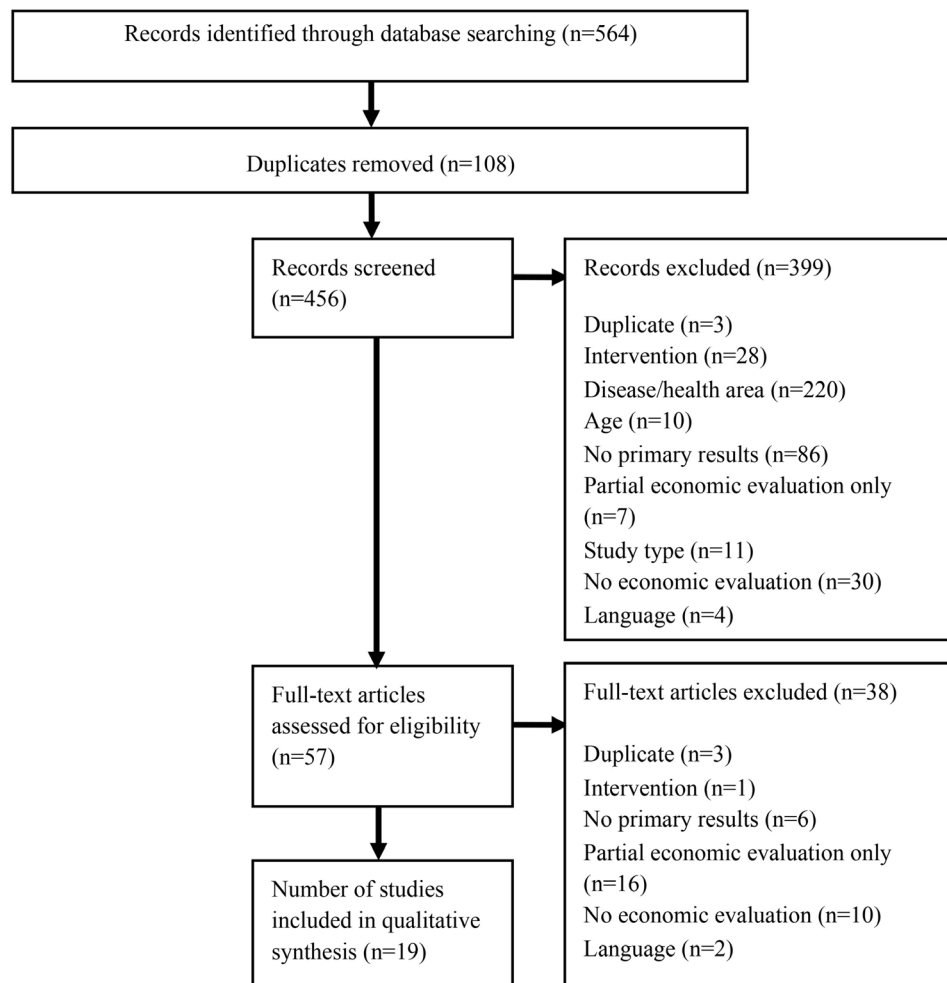 Records identified through database searching (n=564)
Duplicates removed (n=108)
Records screened
(n=456)
Records excluded (n=399)
Duplicate (n=3)
Intervention (n=28)
Disease/health area (n=220)
Age (n=10)
No primary results (n=86)
Partial economic evaluation only
(n=7)
Study type (n=11)
No economic evaluation (n=30)
Language (n=4)
Full-text articles
assessed for eligibility
(n=57)
Full-text articles excluded (n=38)
Duplicate (n=3)
Intervention (n=1)
No primary results (n=6)
Partial economic evaluation only
(n=16)
No economic evaluation (n=10)
Language (n=2)
Number of studies
included in qualitative
synthesis (n=19)